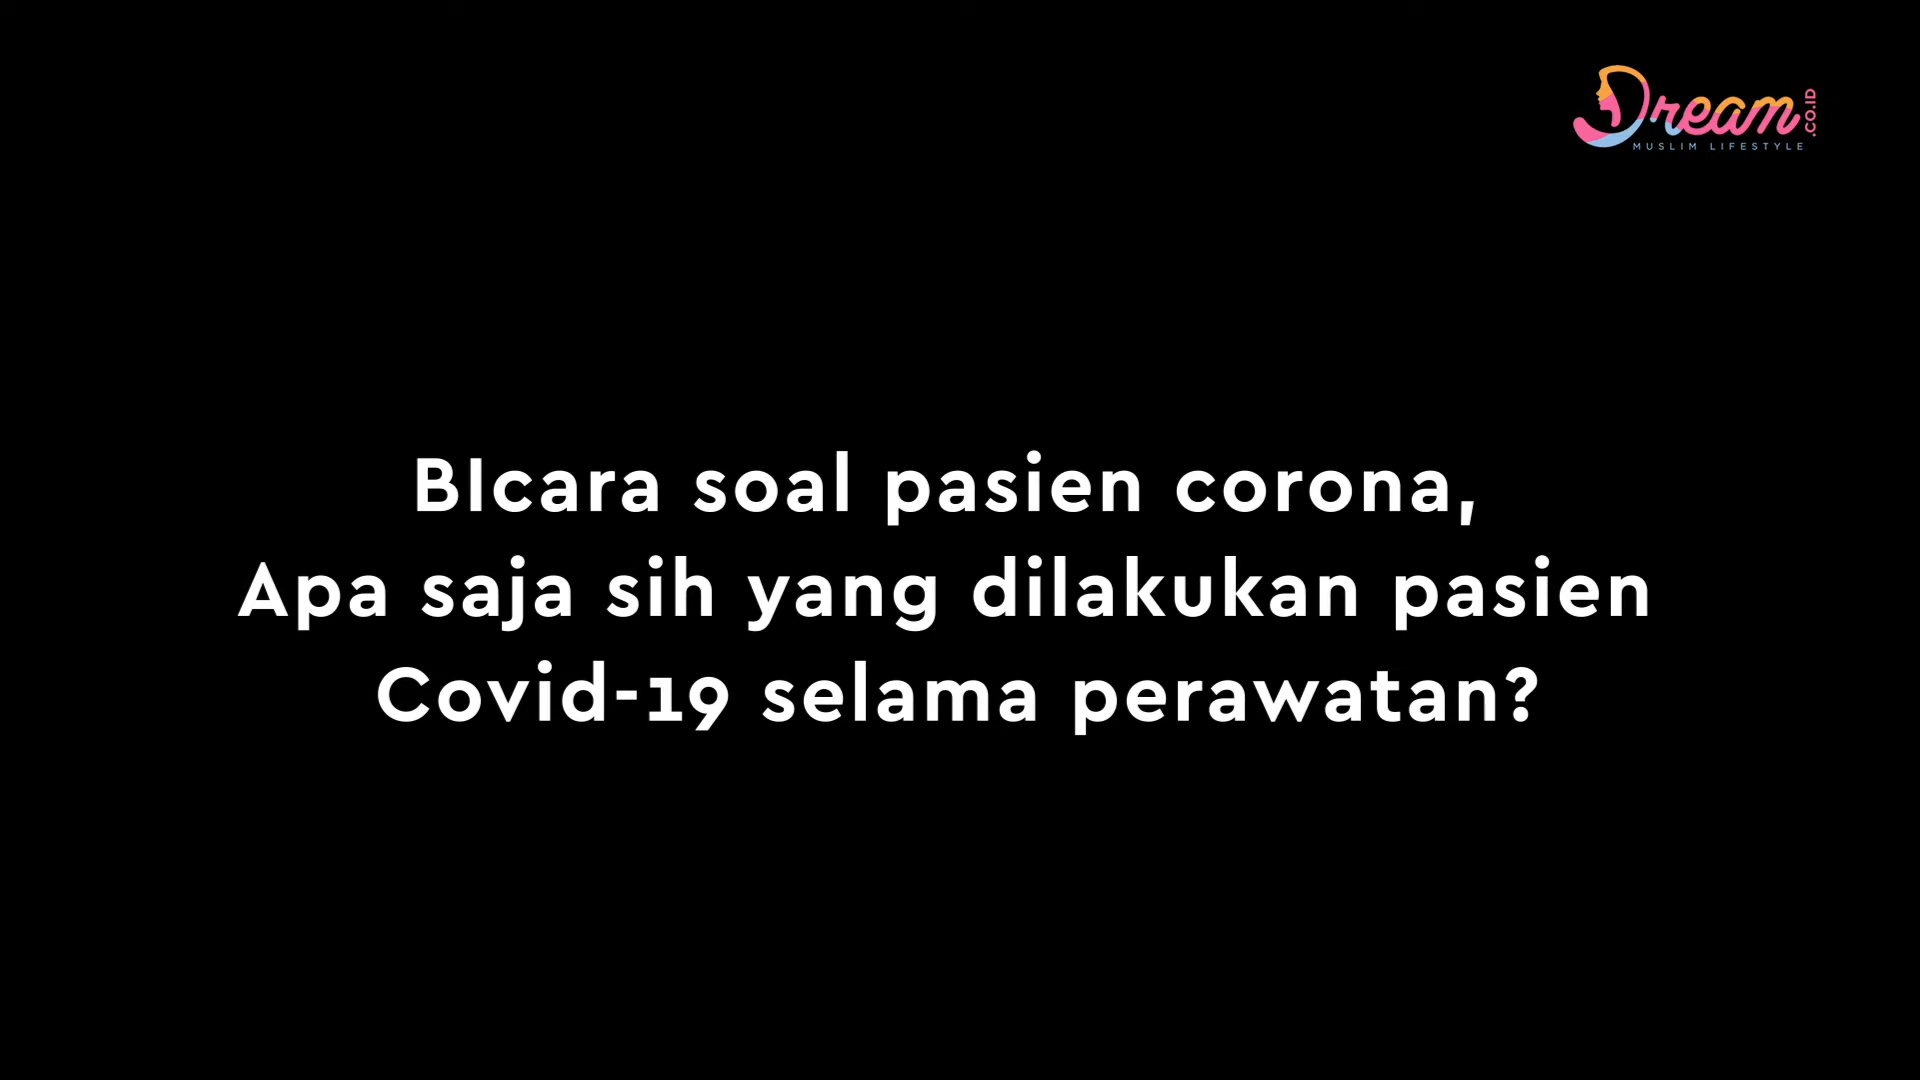 Dream.CO.ID
MUSLIM LIFESTYLE
BIcara soal pasien corona,
Apa saja sih yang dilakukan pasien
Covid-19 selama perawatan?